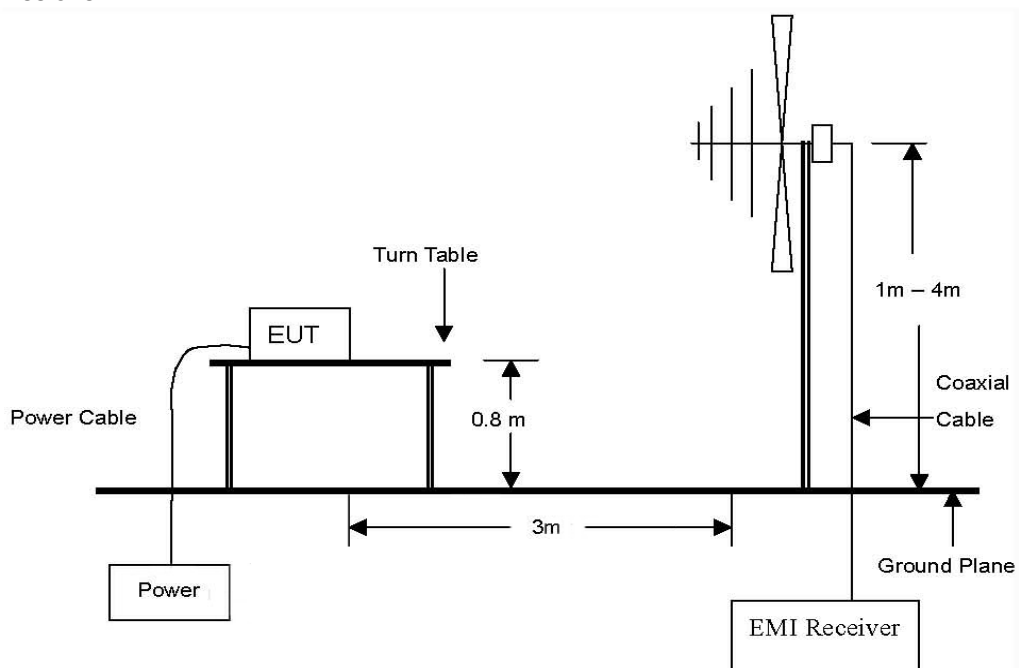 Turn Table
EUT
1m – 4m
Power Cable
0.8 m
Coaxial
Cable
3m
Ground Plane
Power
EMI Receiver